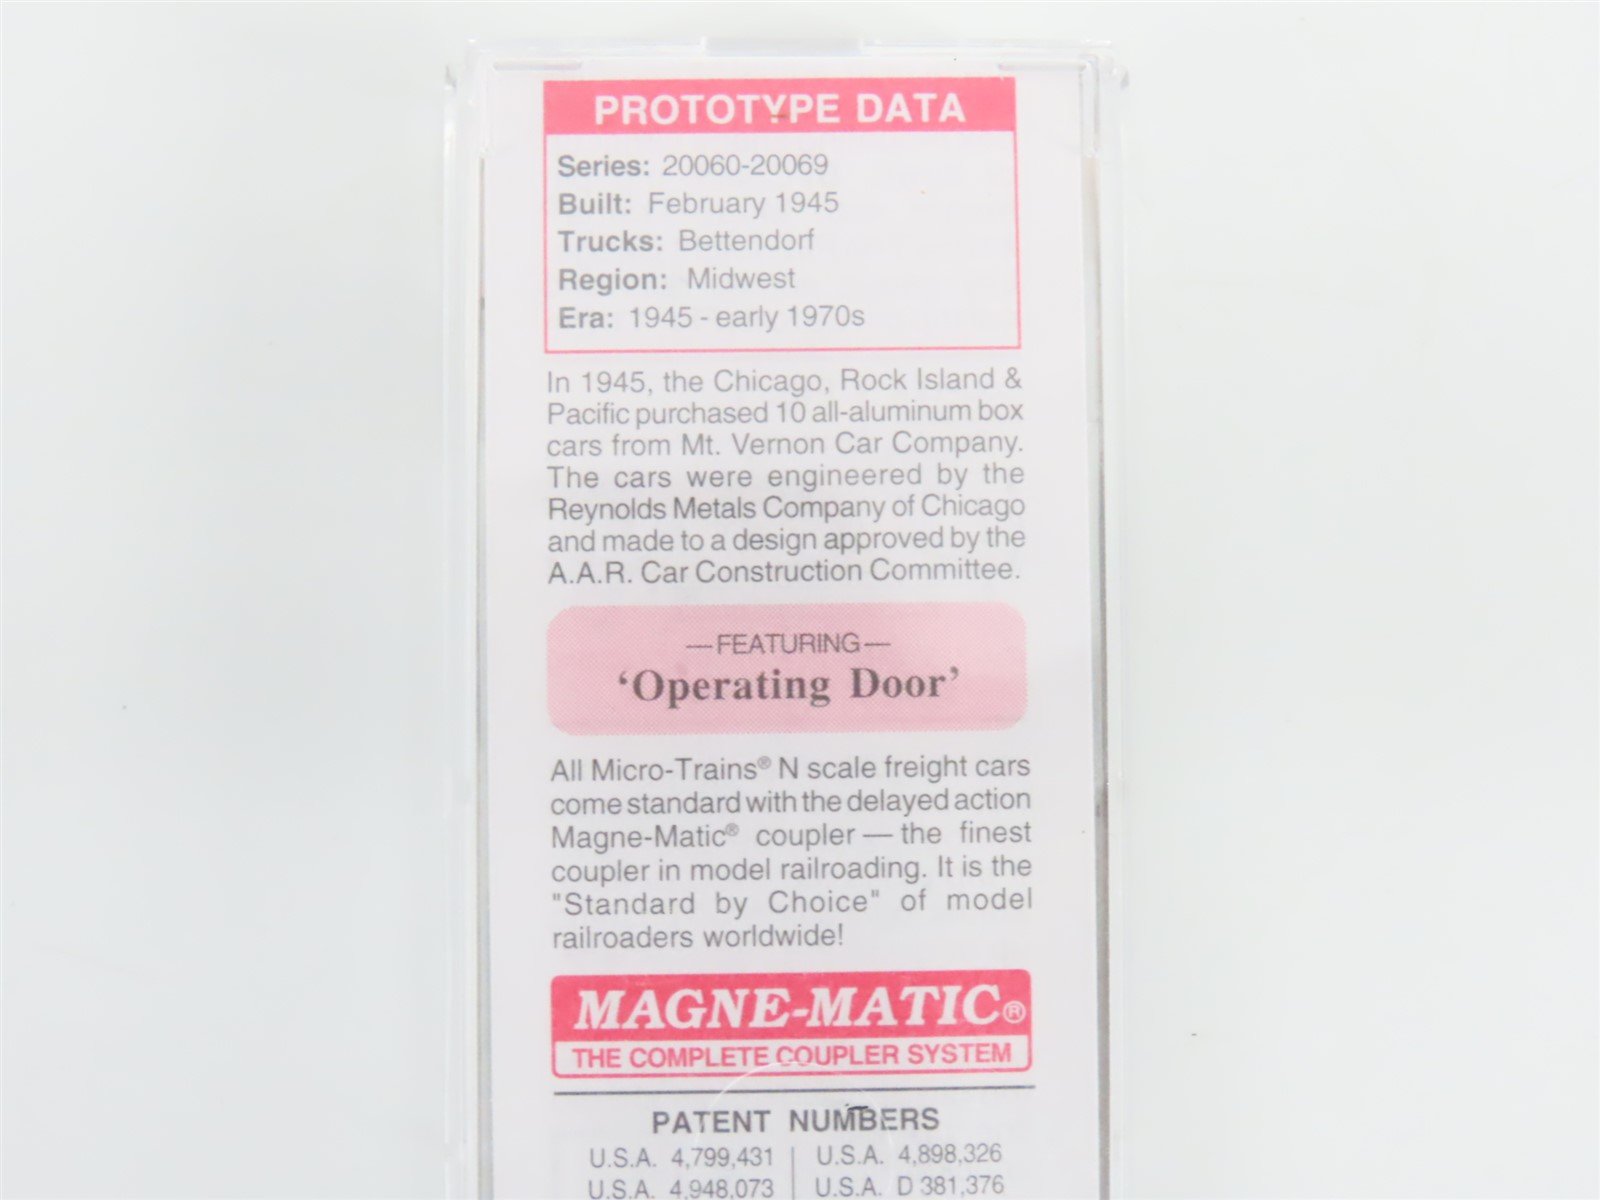 PROTOTYPE DATA
Series: 20060-20069
Built: February 1945
Trucks: Bettendorf
Region: Midwest
Era: 1945 - early 1970s
In 1945, the Chicago, Rock Island &
Pacific purchased 10 all-aluminum box
cars from Mt. Vernon Car Company.
The cars were engineered by the
Reynolds Metals Company of Chicago
and made to a design approved by the
A.A.R. Car Construction Committee.
—FEATURING—
‘Operating Door’
All Micro-Trains® N scale freight cars
come standard with the delayed action
Magne-Matic® coupler — the finest
coupler in model railroading. It is the
"Standard by Choice" of model
railroaders worldwide!
MAGNE-MATIC®
THE COMPLETE COUPLER SYSTEM
PATENT NUMBERS
U.S.A. 4,799,431 U.S.A. 4,898,326
U.S.A. 4,948,073 U.S.A. D 381,376